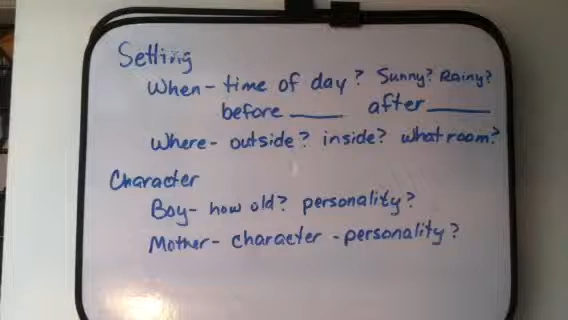 Setting
When - time of day? Sunny? Rainy?
before ____ after ____
Where - outside? inside? what room?
Character
Boy - how old? personality?
Mother - character - personality?